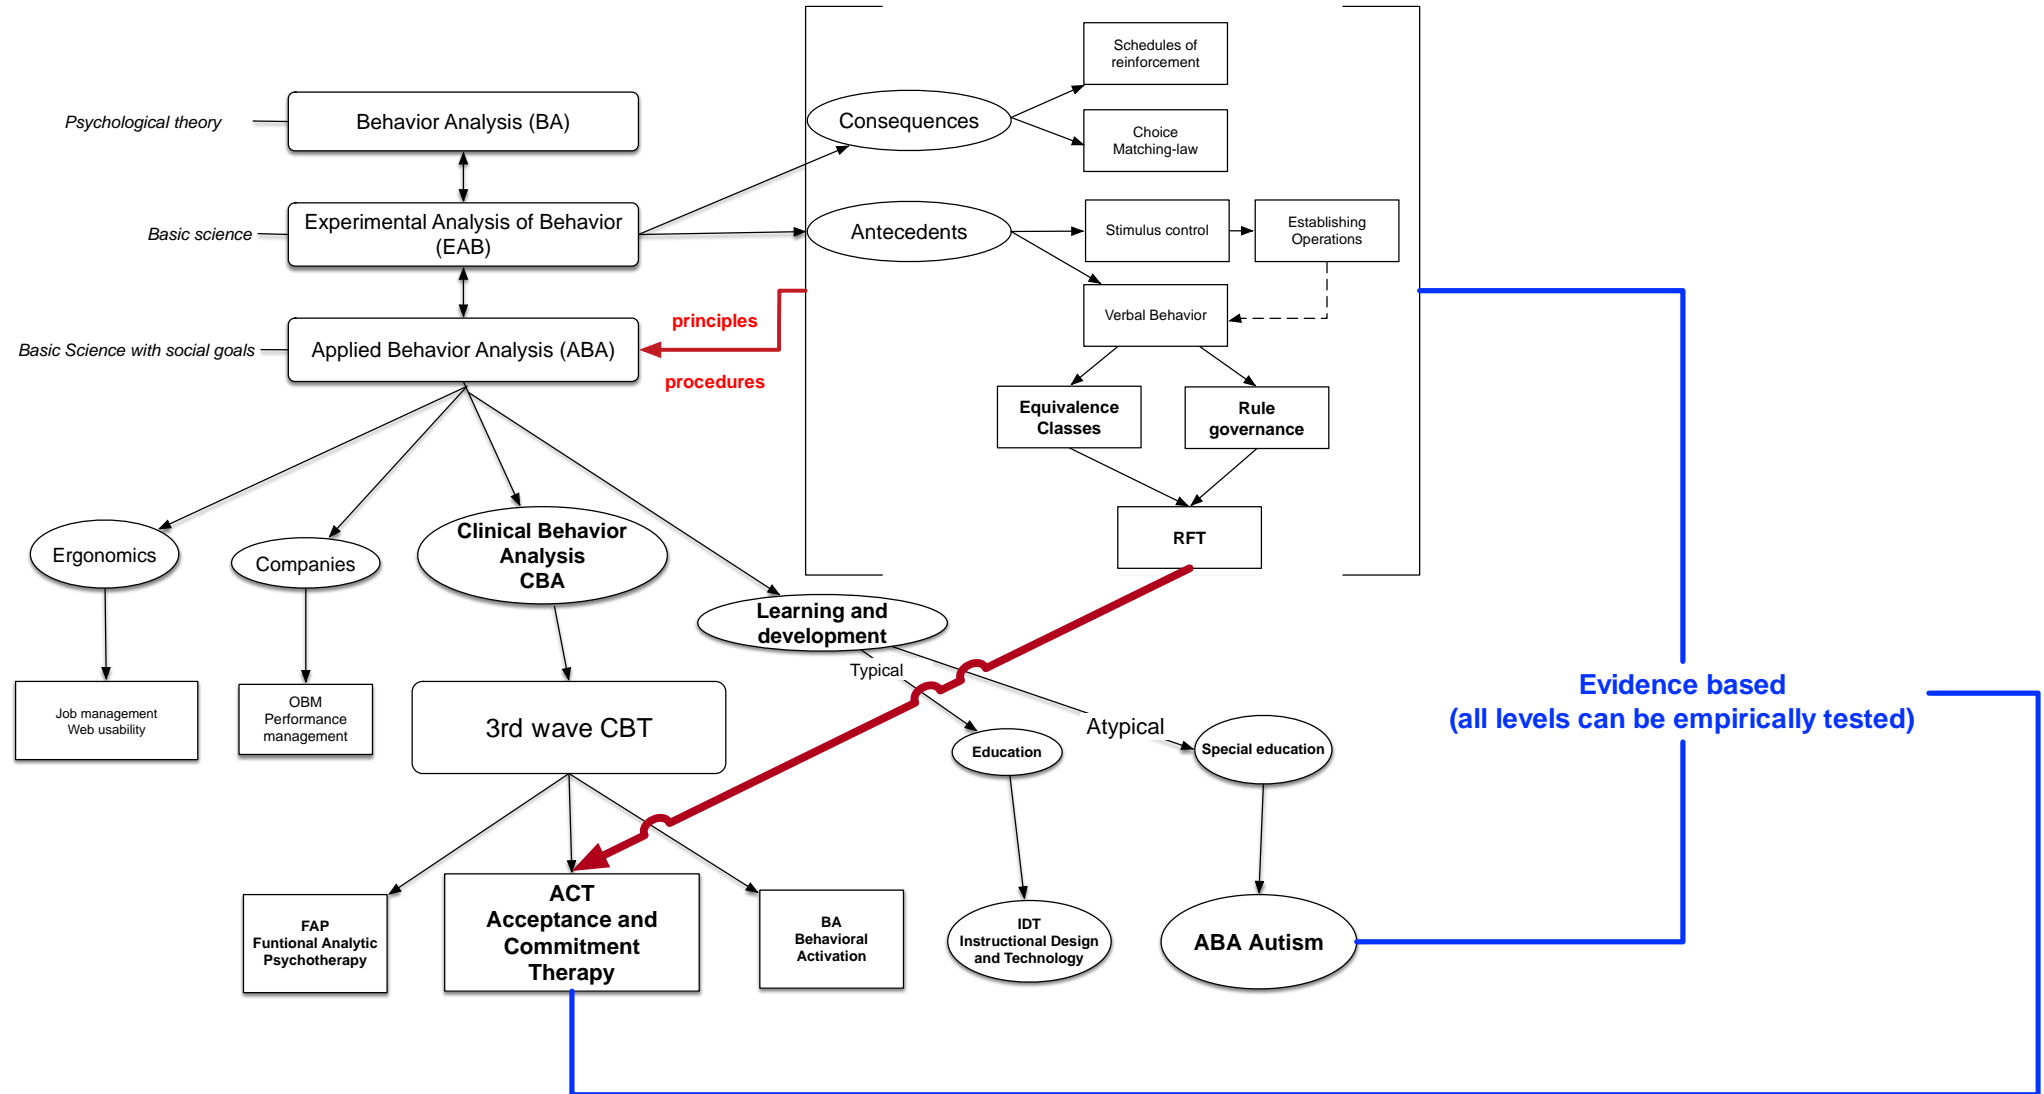 Psychological theory
Behavior Analysis (BA)
Basic science
Experimental Analysis of Behavior
(EAB)
Basic Science with social goals
Applied Behavior Analysis (ABA)
principles
procedures
Consequences
Schedules of
reinforcement
Choice
Matching-law
Antecedents
Stimulus control
Establishing
Operations
Verbal Behavior
Equivalence
Classes
Rule
governance
RFT
Ergonomics
Companies
Clinical Behavior
Analysis
CBA
Learning and
development
Typical
Atypical
Job management
Web usability
OBM
Performance
management
3rd wave CBT
Education
Special education
Evidence based
(all levels can be empirically tested)
FAP
Funtional Analytic
Psychotherapy
ACT
Acceptance and
Commitment
Therapy
BA
Behavioral
Activation
IDT
Instructional Design
and Technology
ABA Autism